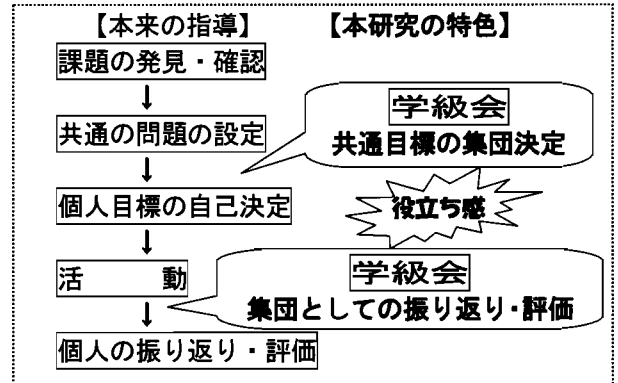 【本来の指導】 【本研究の特色】
課題の発見・確認
共通の問題の設定
学級会
共通目標の集団決定
個人目標の自己決定
役立ち感
活 動
学級会
集団としての振り返り・評価
個人の振り返り・評価